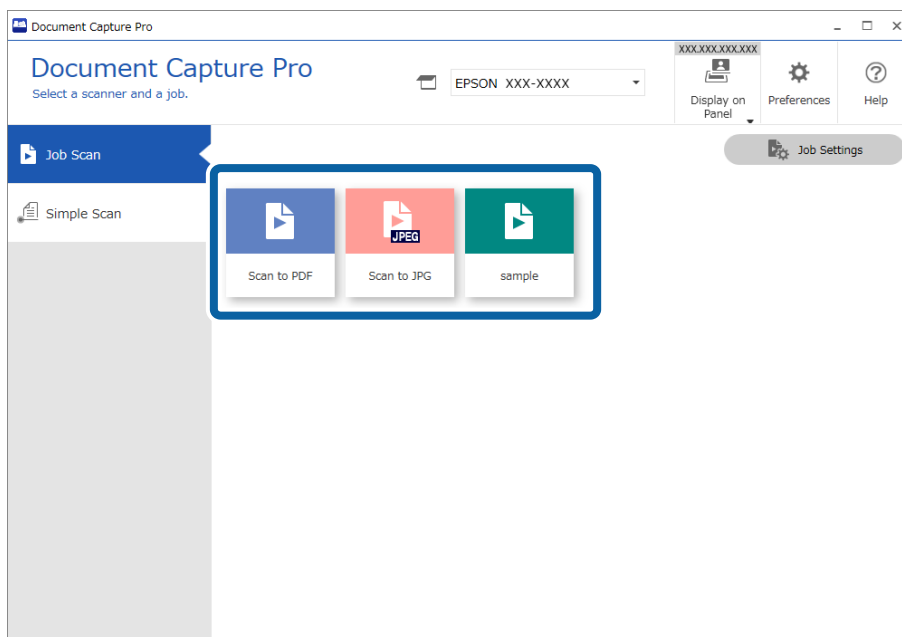 Document Capture Pro
Document Capture Pro
Select a scanner and a job.
EPSON XXX-XXXX
XXX.XXX.XXX.XXX
Display on
Panel
Preferences
Help
Job Scan
Job Settings
Simple Scan
JPEG
Scan to PDF
Scan to JPG
sample